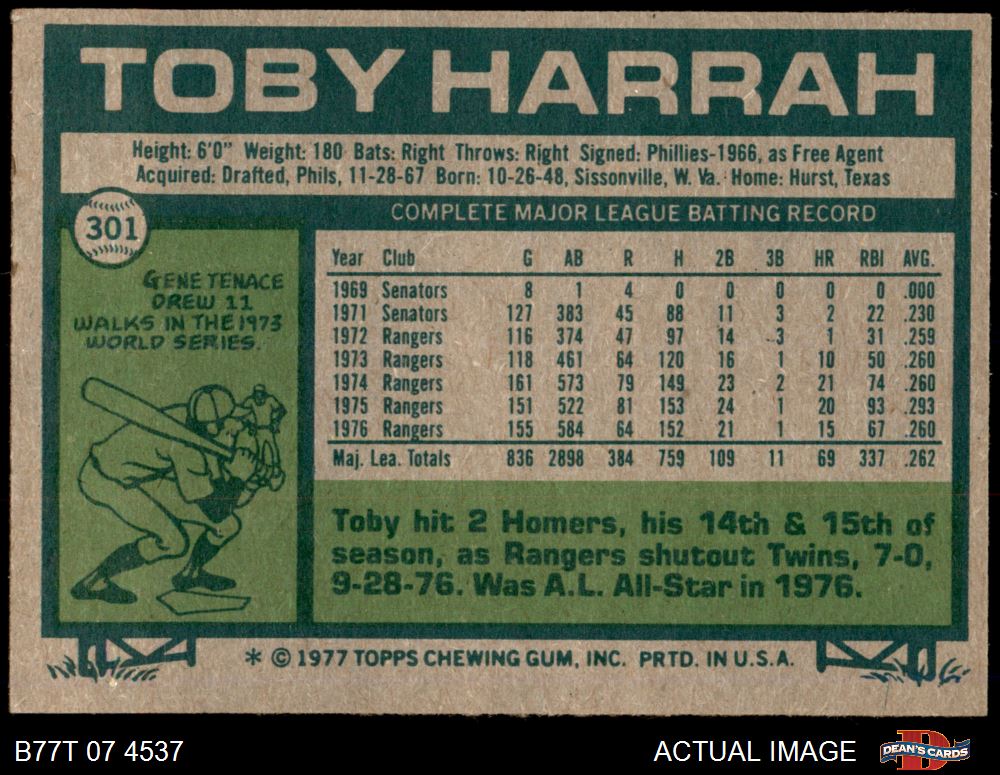 TOBY HARRAH
Height: 6'0" Weight: 180 Bats: Right Throws: Right Signed: Phillies-1966, as Free Agent
Acquired: Drafted, Phils, 11-28-67 Born: 10-26-48, Sissonville, W. Va. Home: Hurst, Texas
301
COMPLETE MAJOR LEAGUE BATTING RECORD
GENE TENACE
DREW 11
WALKS IN THE 1973
WORLD SERIES.
Year Club G AB R H 2B 3B HR RBI AVG.
1969 Senators 8 1 4 0 0 0 0 0 .000
1971 Senators 127 383 45 88 11 3 2 22 .230
1972 Rangers 116 374 47 97 14 3 1 31 .259
1973 Rangers 118 461 64 120 16 1 10 50 .260
1974 Rangers 161 573 79 149 23 2 21 74 .260
1975 Rangers 151 522 81 153 24 1 20 93 .293
1976 Rangers 155 584 64 152 21 1 15 67 .260
Maj. Lea. Totals 836 2898 384 759 109 11 69 337 .262
Toby hit 2 Homers, his 14th & 15th of
season, as Rangers shutout Twins, 7-0,
9-28-76. Was A.L. All-Star in 1976.
* © 1977 TOPPS CHEWING GUM, INC. PRTD. IN U.S.A.
B77T 07 4537
ACTUAL IMAGE
D
DEAN'S CARDS